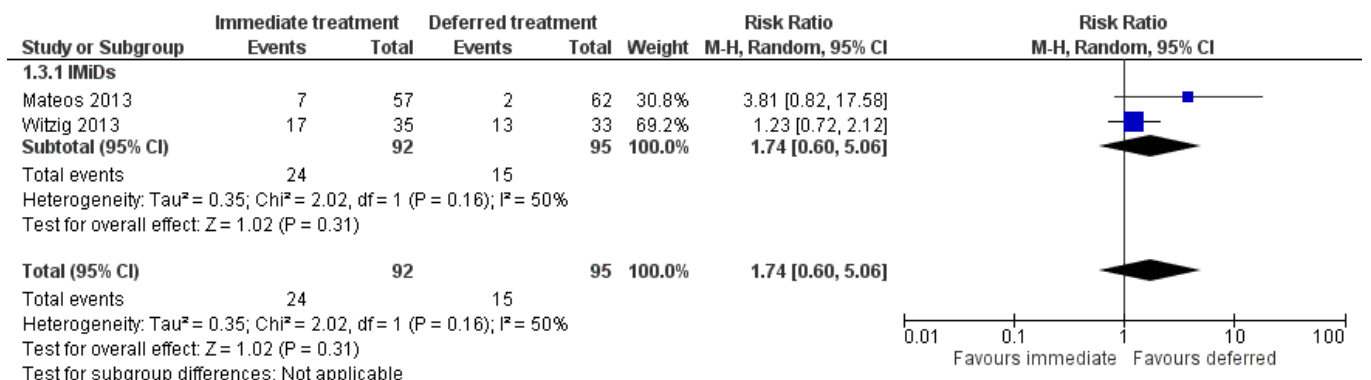 Immediate treatment Deferred treatment Risk Ratio Risk Ratio
Study or Subgroup Events Total Events Total Weight M-H, Random, 95% CI M-H, Random, 95% CI
1.3.1 IMiDs
Mateos 2013 7 57 2 62 30.8% 3.81 [0.82, 17.58]
Witzig 2013 17 35 13 33 69.2% 1.23 [0.72, 2.12]
Subtotal (95% CI) 92 95 100.0% 1.74 [0.60, 5.06]
Total events 24 15
Heterogeneity: Tau² = 0.35; Chi² = 2.02, df = 1 (P = 0.16); I² = 50%
Test for overall effect: Z = 1.02 (P = 0.31)
Total (95% CI) 92 95 100.0% 1.74 [0.60, 5.06]
Total events 24 15
Heterogeneity: Tau² = 0.35; Chi² = 2.02, df = 1 (P = 0.16); I² = 50%
Test for overall effect: Z = 1.02 (P = 0.31)
Test for subgroup differences: Not applicable
0.01 0.1 1 10 100
Favours immediate Favours deferred